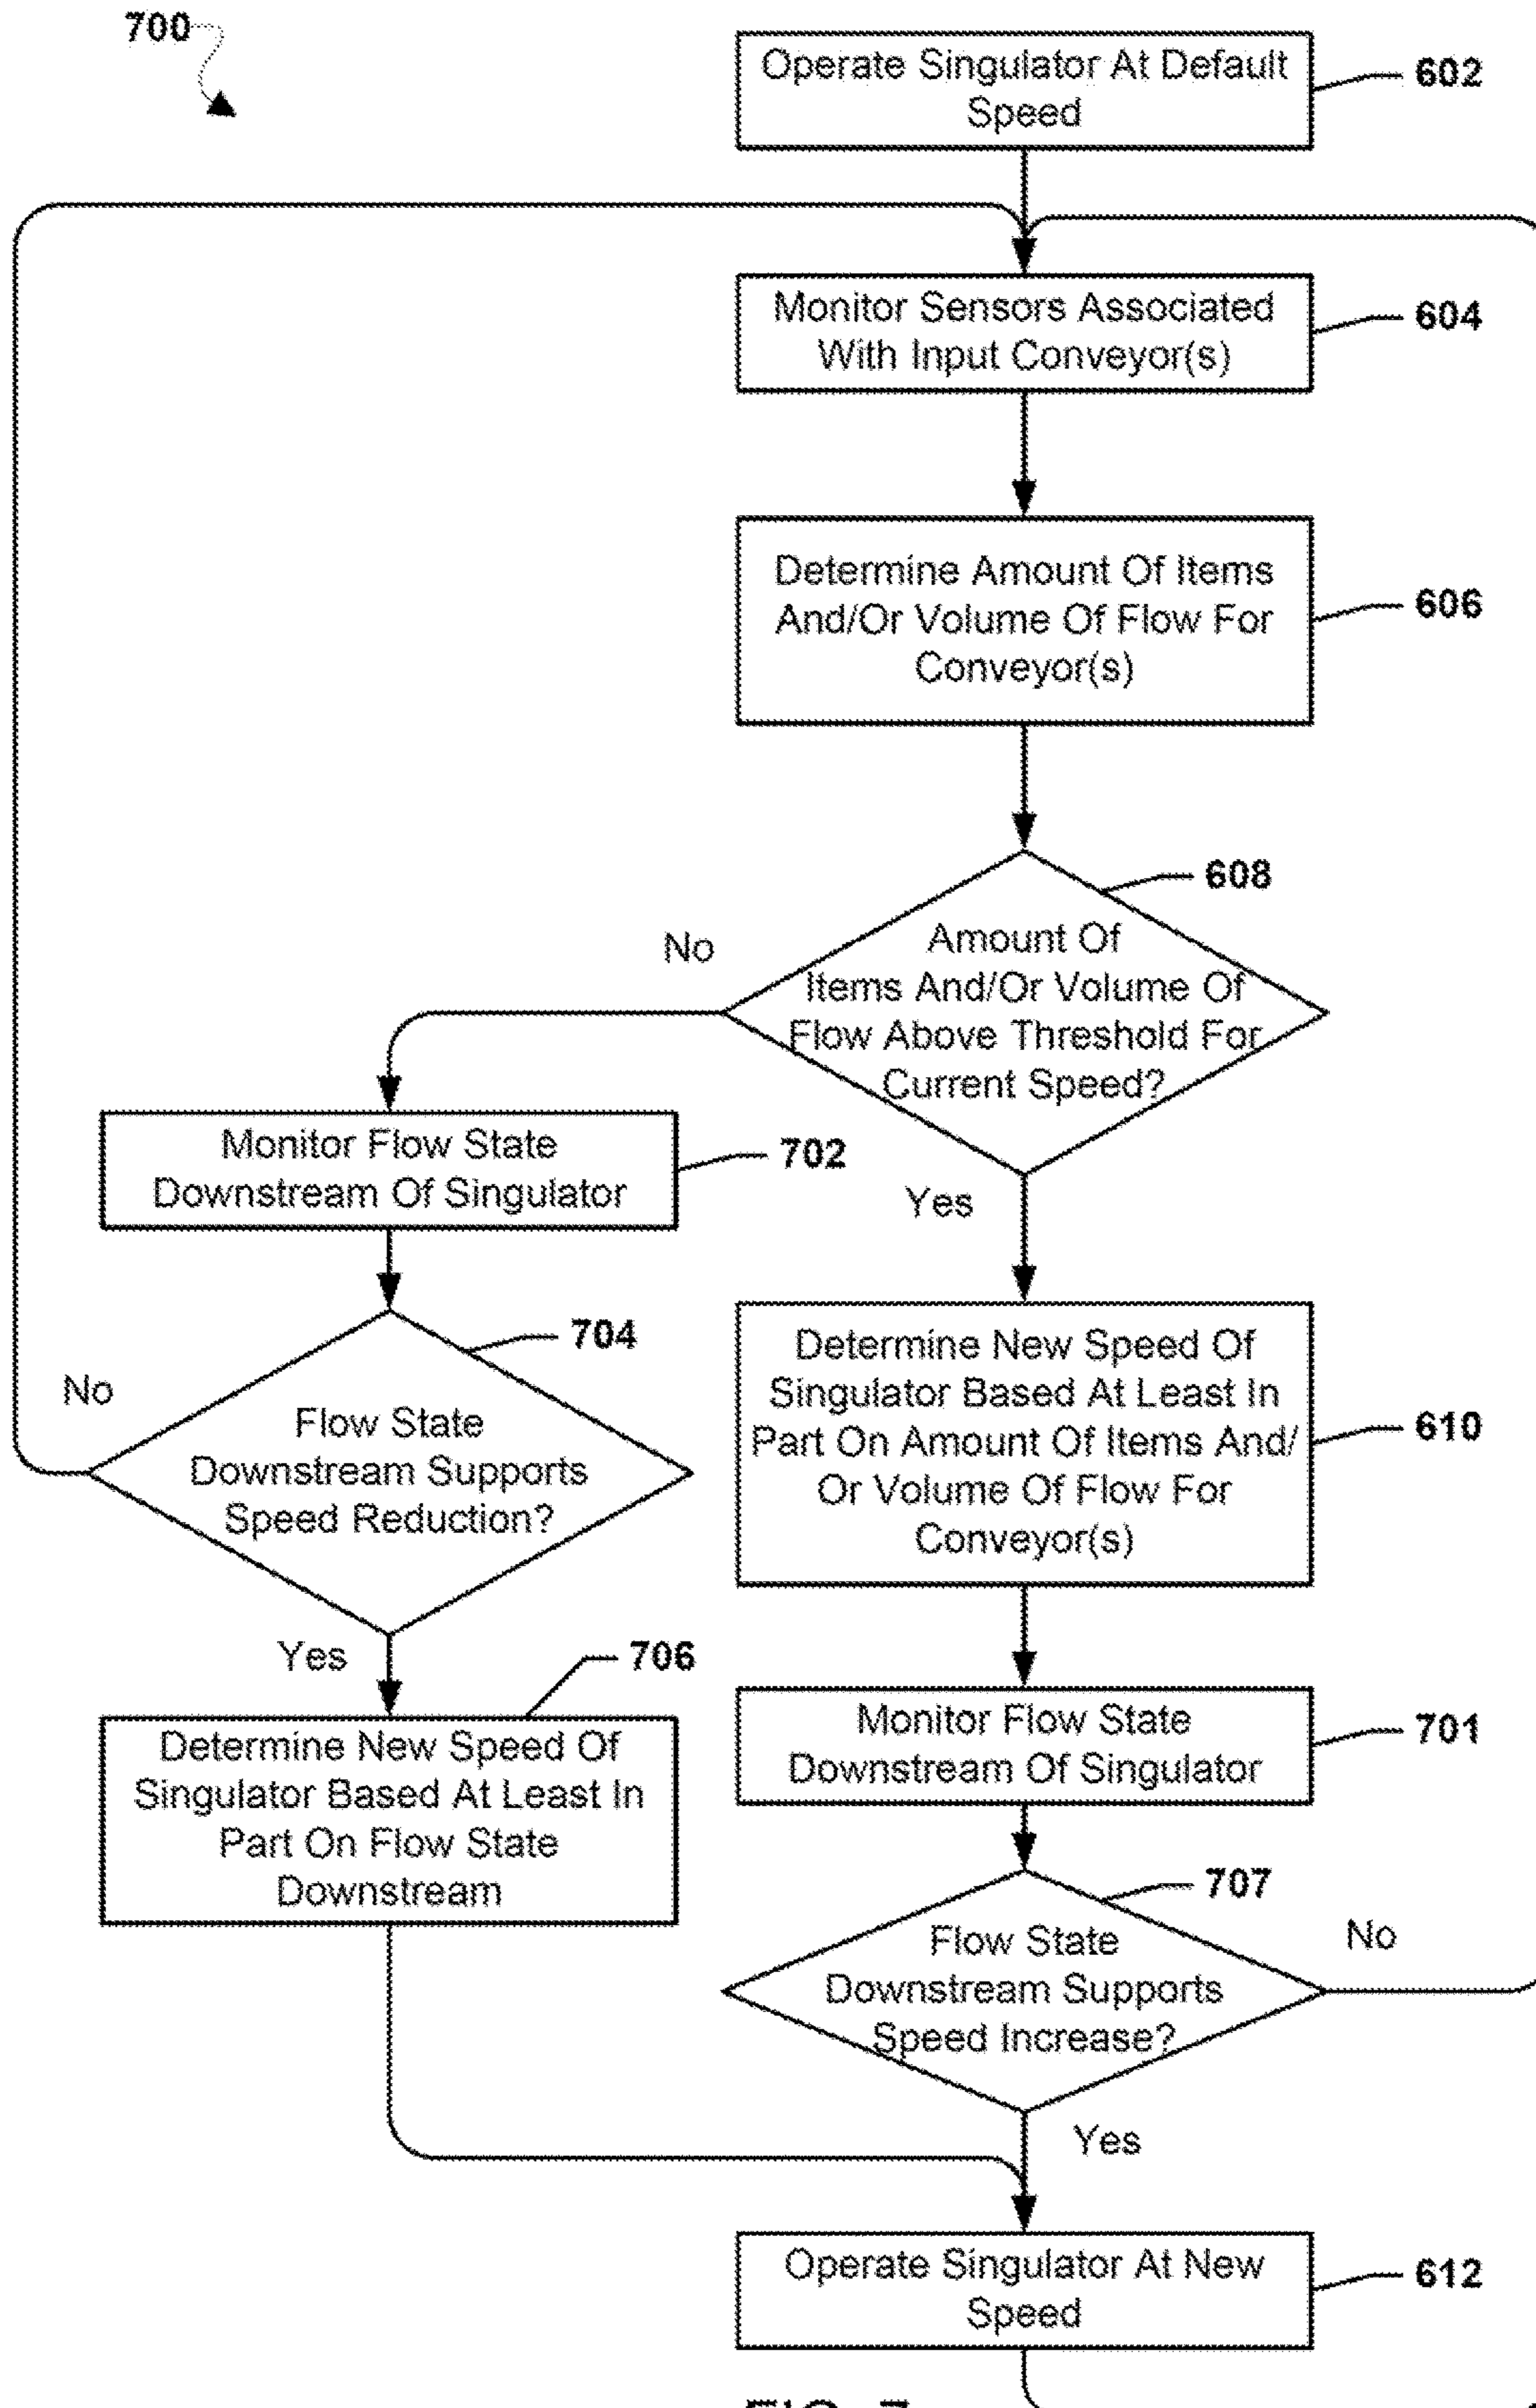 700
Operate Singulator At Default
Speed
602
Monitor Sensors Associated
With Input Conveyor(s)
604
Determine Amount Of Items
And/Or Volume Of Flow For
Conveyor(s)
606
608
Amount Of
Items And/Or Volume Of
Flow Above Threshold For
Current Speed?
No
Yes
Monitor Flow State
Downstream Of Singulator
702
704
Flow State
Downstream Supports
Speed Reduction?
No
Yes
706
Determine New Speed Of
Singulator Based At Least In
Part On Flow State
Downstream
Determine New Speed Of
Singulator Based At Least In
Part On Amount Of Items And/
Or Volume Of Flow For
Conveyor(s)
610
Monitor Flow State
Downstream Of Singulator
701
707
Flow State
Downstream Supports
Speed Increase?
No
Yes
Operate Singulator At New
Speed
612